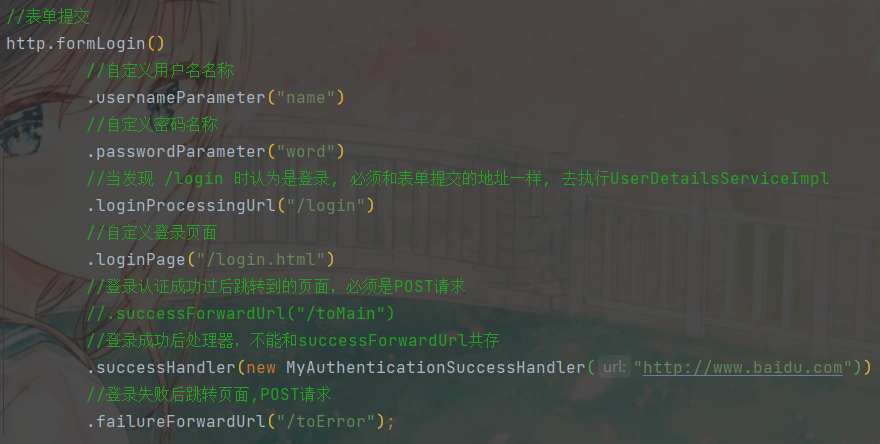 //表单提交
http.formLogin()
//自定义用户名名称
.usernameParameter("name")
//自定义密码名称
.passwordParameter("word")
//当发现 /login 时认为是登录, 必须和表单提交的地址一样, 去执行UserDetailsServiceImpl
.loginProcessingUrl("/login")
//自定义登录页面
.loginPage("/login.html")
//登录认证成功过后跳转到的页面，必须是POST请求
//.successForwardUrl("/toMain")
//登录成功后处理器，不能和successForwardUrl共存
.successHandler(new MyAuthenticationSuccessHandler( url: "http://www.baidu.com"))
//登录失败后跳转页面,POST请求
.failureForwardUrl("/toError");